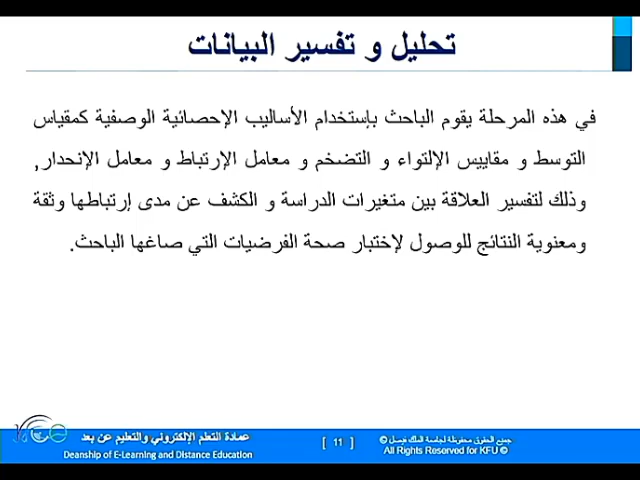 تحليل و تفسير البيانات
في هذه المرحلة يقوم الباحث بإستخدام الأساليب الإحصائية الوصفية كمقياس
التوسط و مقاييس الإلتواء و التضخم و معامل الإرتباط و معامل الإنحدار,
وذلك لتفسير العلاقة بين متغيرات الدراسة و الكشف عن مدى إرتباطها وثقة
ومعنوية النتائج للوصول لإختبار صحة الفرضيات التي صاغها الباحث.
عمادة التعلم الإلكتروني والتعليم عن بعد
Deanship of E-Learning and Distance Education
[ 11 ]
جميع الحقوق محفوظة لجامعة الملك فيصل ©
All Rights Reserved for KFU ©